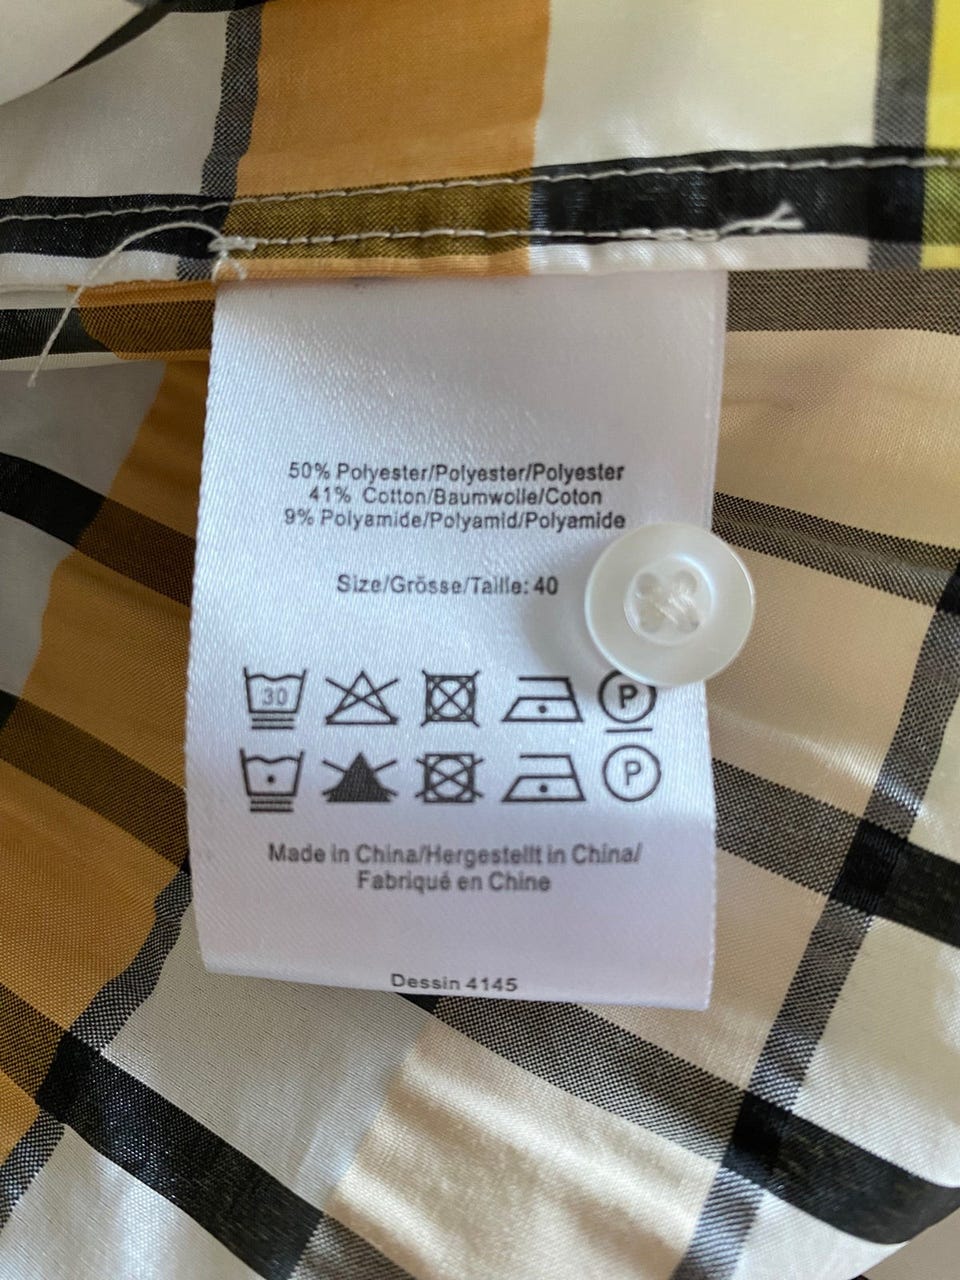 50% Polyester/Polyester/Polyester
41% Cotton/Baumwolle/Coton
9% Polyamide/Polyamid/Polyamide
Size/Grösse/Taille: 40
30 P
P
Made in China/Hergestellt in China/
Fabriqué en Chine
Dessin 4145